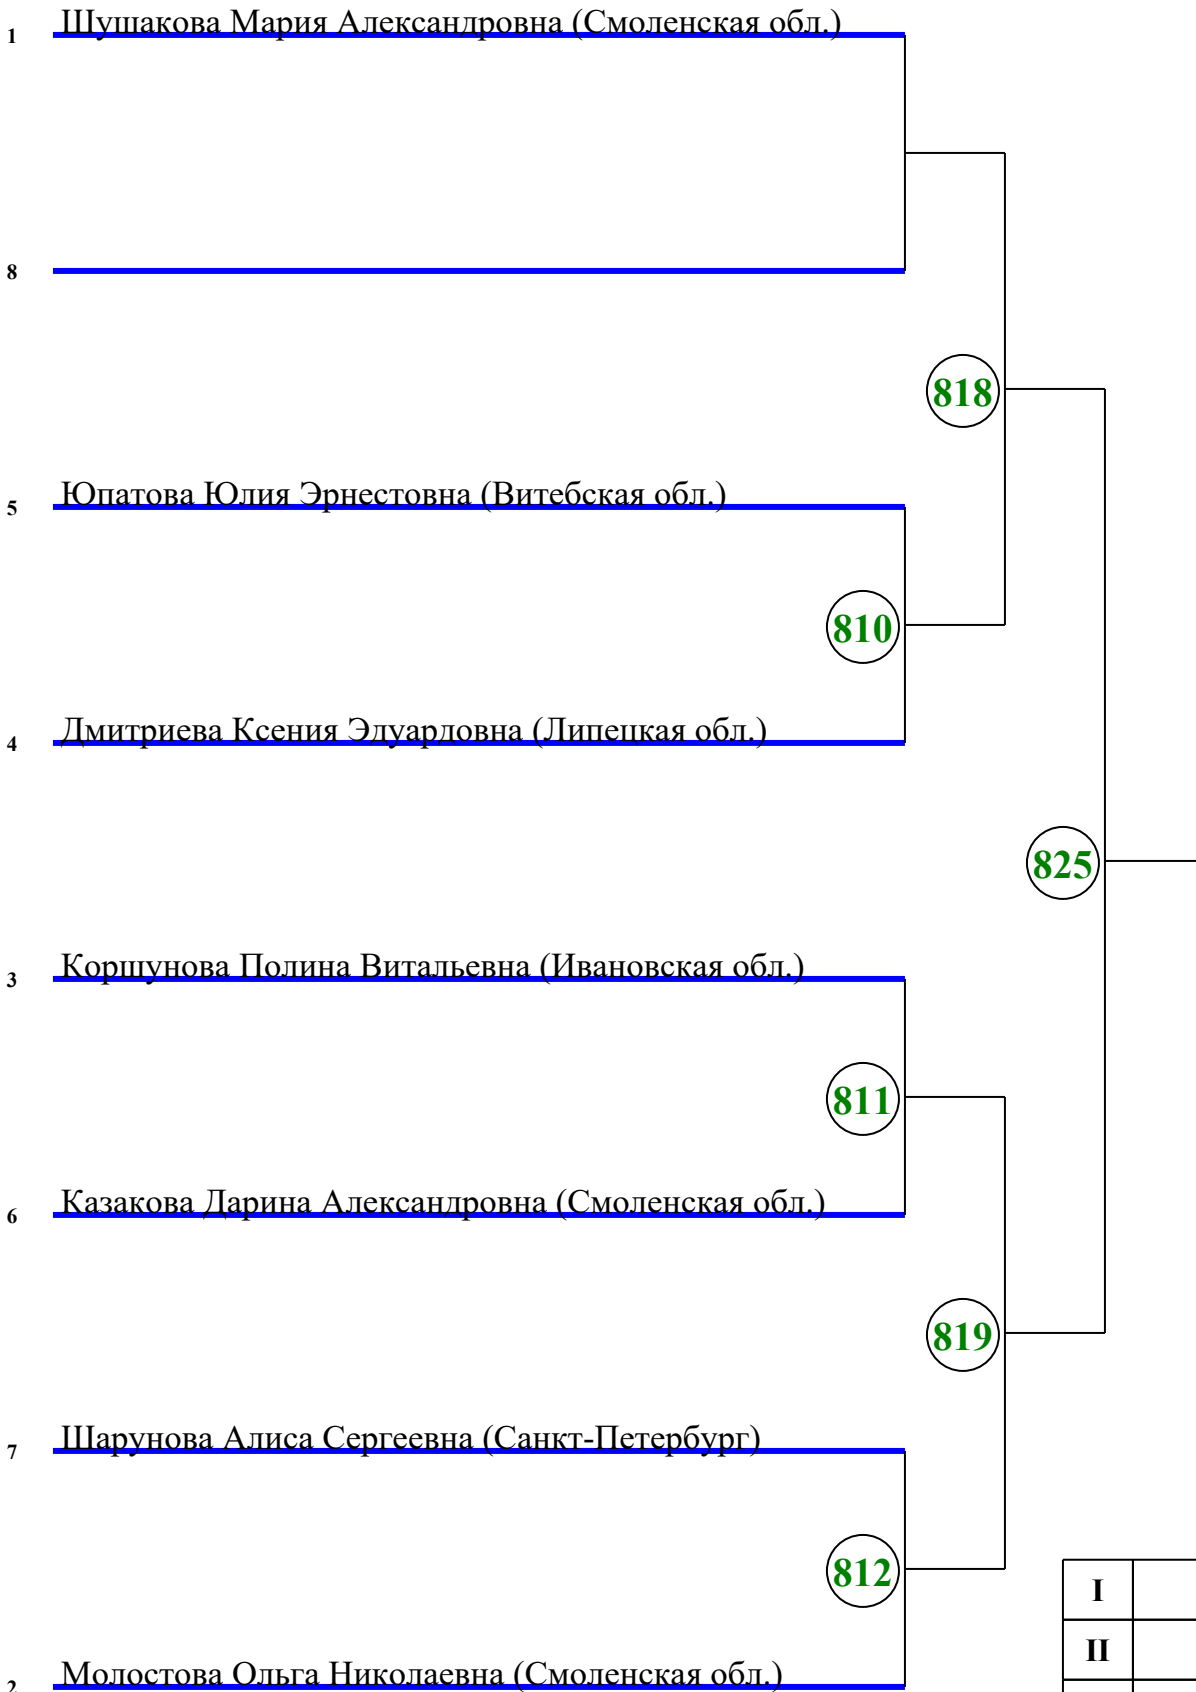 1 Шушакова Мария Александровна (Смоленская обл.)
8
818
5 Юпатова Юлия Эрнестовна (Витебская обл.)
810
4 Дмитриева Ксения Эдуардовна (Липецкая обл.)
825
3 Коршунова Полина Витальевна (Ивановская обл.)
811
6 Казакова Дарина Александровна (Смоленская обл.)
819
7 Шарунова Алиса Сергеевна (Санкт-Петербург)
812
I
II
2 Молостова Ольга Николаевна (Смоленская обл.)